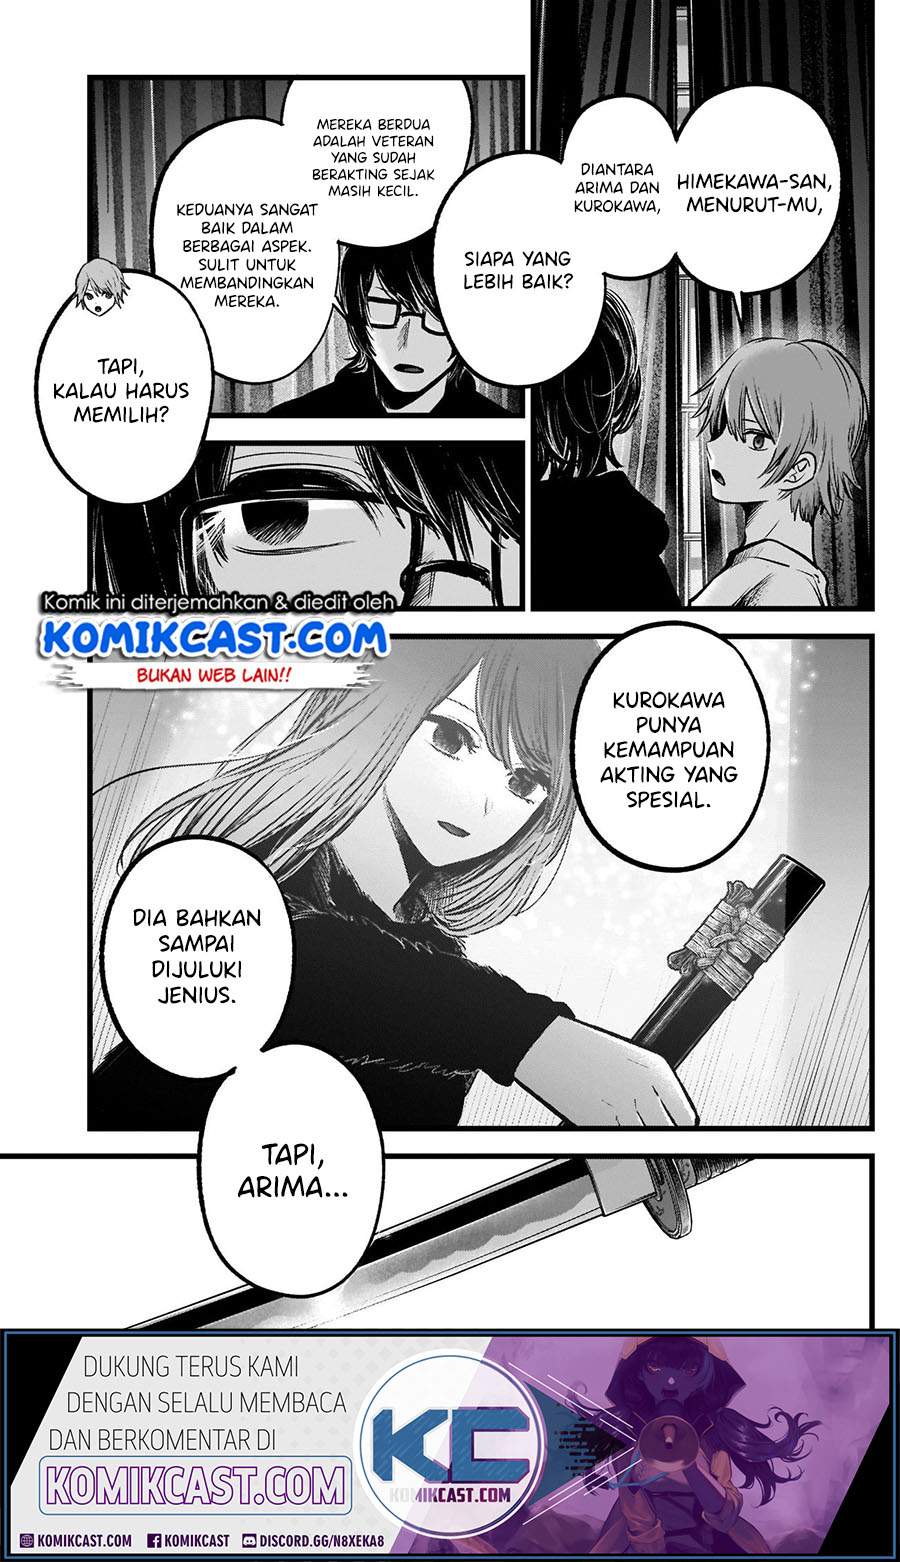 HIMEKAWA-SAN,
MENURUT-MU,
DIANTARA
ARIMA DAN
KUROKAWA,
SIAPA YANG
LEBIH BAIK?
MEREKA BERDUA
ADALAH VETERAN
YANG SUDAH
BERAKTING SEJAK
MASIH KECIL.
KEDUANYA SANGAT
BAIK DALAM
BERBAGAI ASPEK.
SULIT UNTUK
MEMBANDINGKAN
MEREKA.
TAPI,
KALAU HARUS
MEMILIH?
Komik ini diterjemahkan & diedit oleh
KOMIKCAST.COM
BUKAN WEB LAIN!!
KUROKAWA
PUNYA
KEMAMPUAN
AKTING YANG
SPESIAL.
DIA BAHKAN
SAMPAI
DIJULUKI
JENIUS.
TAPI,
ARIMA...
DUKUNG TERUS KAMI
DENGAN SELALU MEMBACA
DAN BERKOMENTAR DI
KOMIKCAST.COM
KOMIKCAST.COM KOMIKCAST DISCORD.GG/N8XEKA8
KC
KOMIKCAST.COM